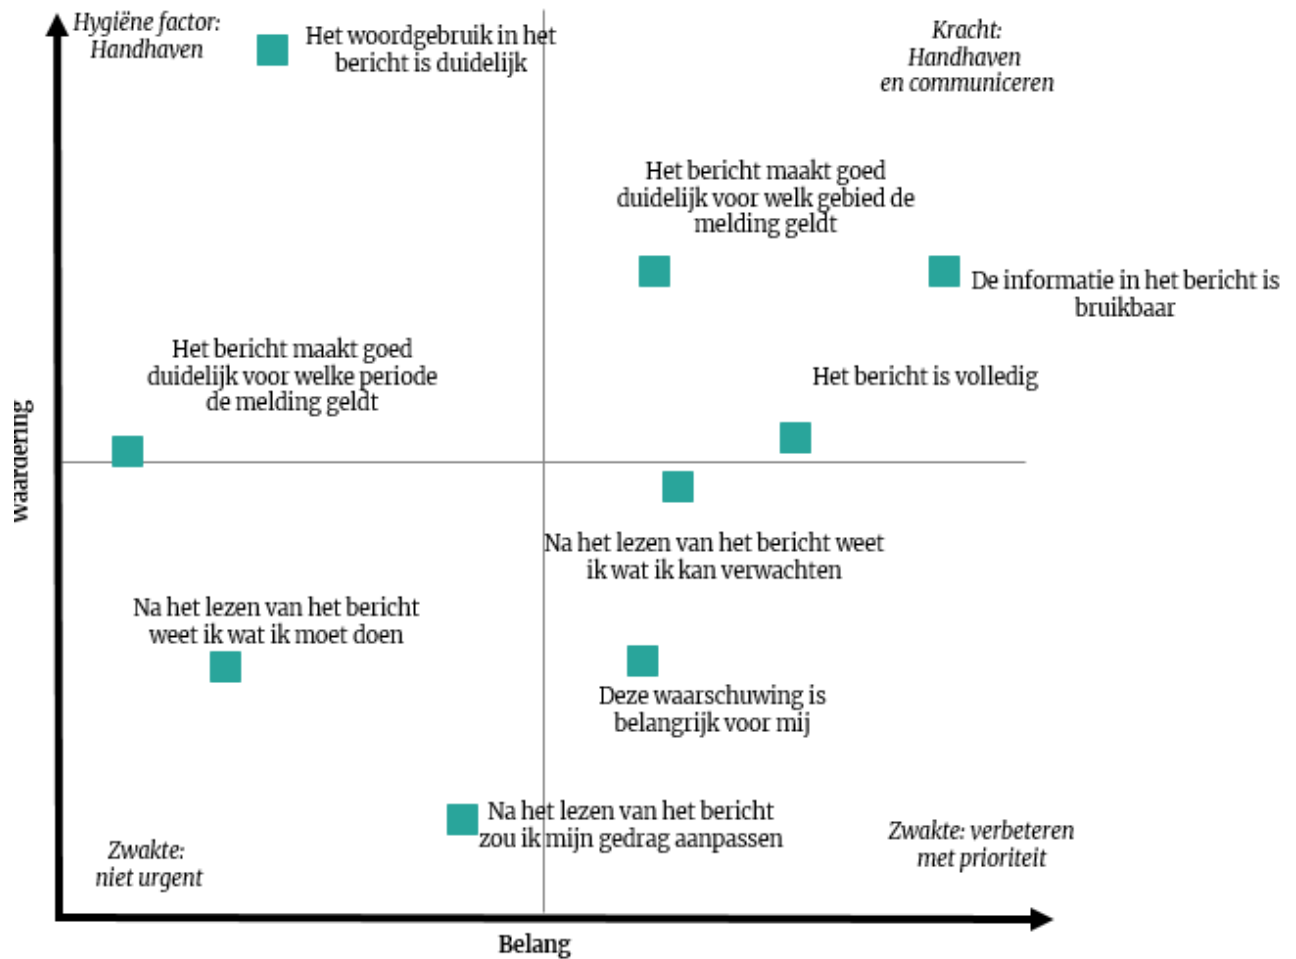 Hygiëne factor:
Handhaven
Het woordgebruik in het
bericht is duidelijk
Kracht:
Handhaven
en communiceren
Het bericht maakt goed
duidelijk voor welk gebied de
melding geldt
De informatie in het bericht is
bruikbaar
Het bericht maakt goed
duidelijk voor welke periode
de melding geldt
Het bericht is volledig
waardering
Na het lezen van het bericht weet
ik wat ik kan verwachten
Na het lezen van het bericht
weet ik wat ik moet doen
Deze waarschuwing is
belangrijk voor mij
Na het lezen van het bericht
zou ik mijn gedrag aanpassen
Zwakte:
niet urgent
Zwakte: verbeteren
met prioriteit
Belang